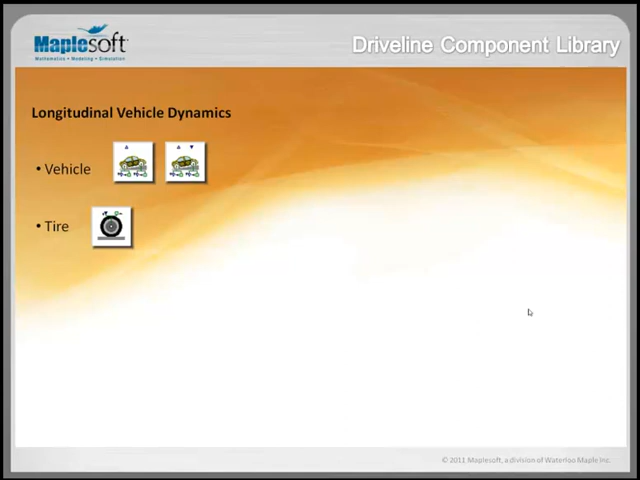 Maplesoft
Mathematics • Modeling • Simulation
Driveline Component Library
Longitudinal Vehicle Dynamics
• Vehicle
• Tire
© 2011 Maplesoft, a division of Waterloo Maple Inc.